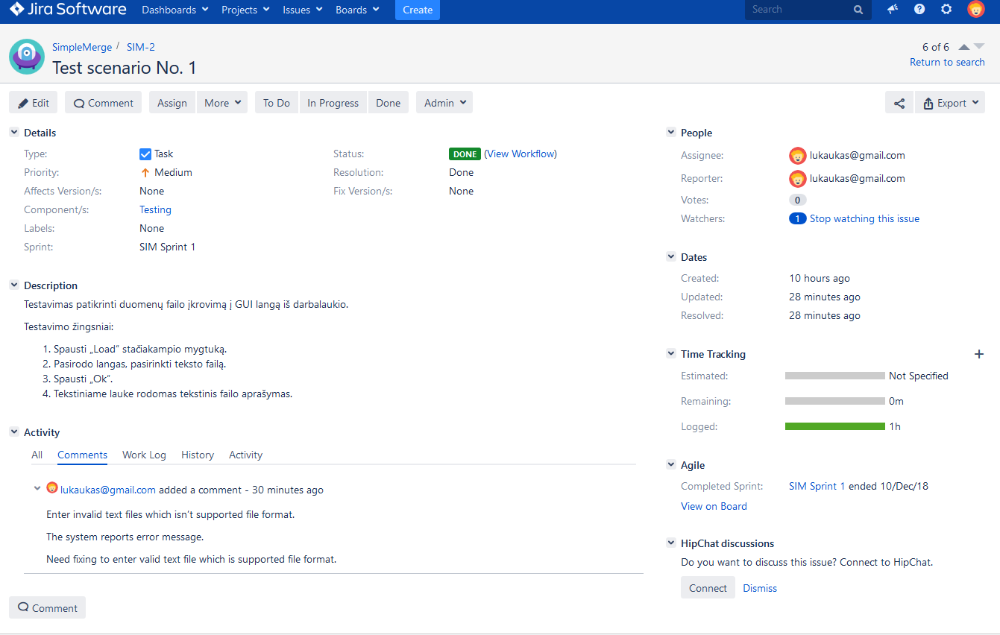 Jira Software Dashboards Projects Issues Boards Create Search
SimpleMerge / SIM-2
Test scenario No. 1
6 of 6
Return to search
Edit Comment Assign More To Do In Progress Done Admin Export
Details
Type: Task
Priority: Medium
Affects Version/s: None
Component/s: Testing
Labels: None
Sprint: SIM Sprint 1
Status: DONE (View Workflow)
Resolution: Done
Fix Version/s: None
Description
Testavimas patikrinti duomenų failo įkrovimą į GUI langą iš darbalaukio.
Testavimo žingsniai:
1. Spausti „Load“ stačiakampio mygtuką.
2. Pasirodo langas, pasirinkti teksto failą.
3. Spausti „Ok“.
4. Tekstiniame lauke rodomas tekstinis failo aprašymas.
Activity
All Comments Work Log History Activity
lukaukas@gmail.com added a comment - 30 minutes ago
Enter invalid text files which isn't supported file format.
The system reports error message.
Need fixing to enter valid text file which is supported file format.
Comment
People
Assignee: lukaukas@gmail.com
Reporter: lukaukas@gmail.com
Votes: 0
Watchers: 1 Stop watching this issue
Dates
Created: 10 hours ago
Updated: 28 minutes ago
Resolved: 28 minutes ago
Time Tracking
Estimated: Not Specified
Remaining: 0m
Logged: 1h
Agile
Completed Sprint: SIM Sprint 1 ended 10/Dec/18
View on Board
HipChat discussions
Do you want to discuss this issue? Connect to HipChat.
Connect Dismiss